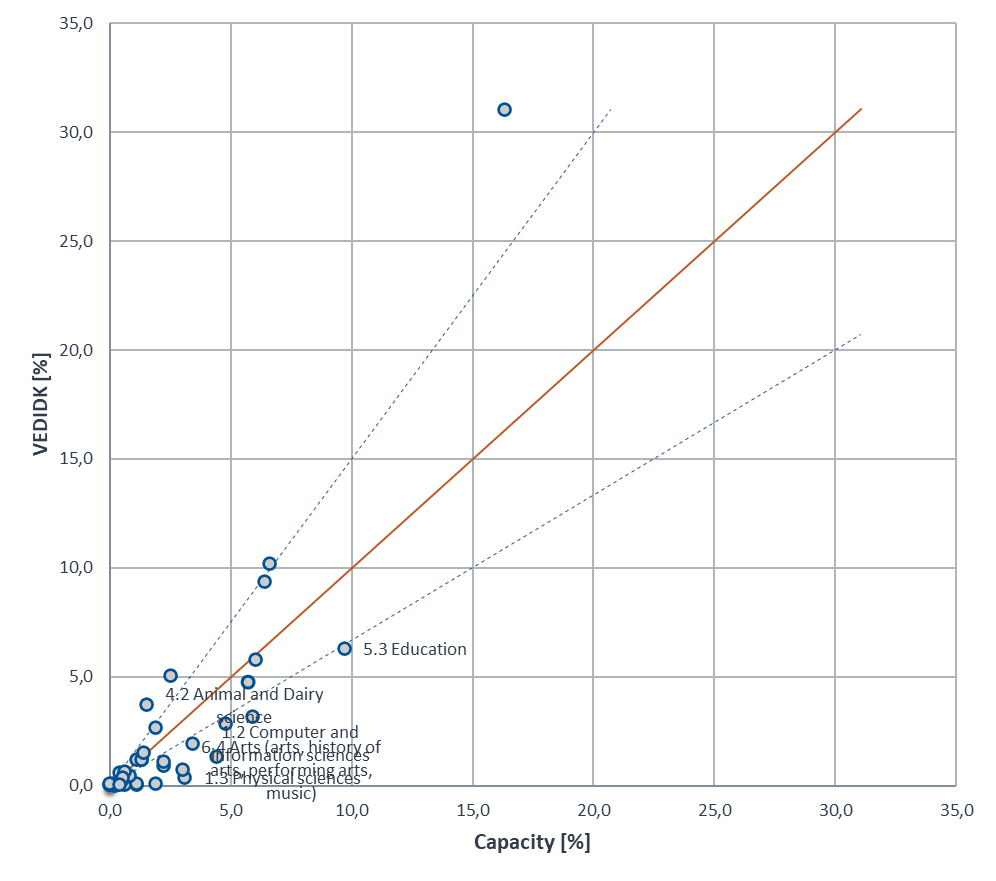 35,0
30,0
25,0
20,0
15,0
10,0
5,0
0,0
VEDIDK [%]
5.3 Education
4.2 Animal and Dairy
science
1.2 Computer and
information sciences
6.4 Arts (arts, history of
arts, performing arts,
music)
1.3 Physical sciences
0,0 5,0 10,0 15,0 20,0 25,0 30,0 35,0
Capacity [%]